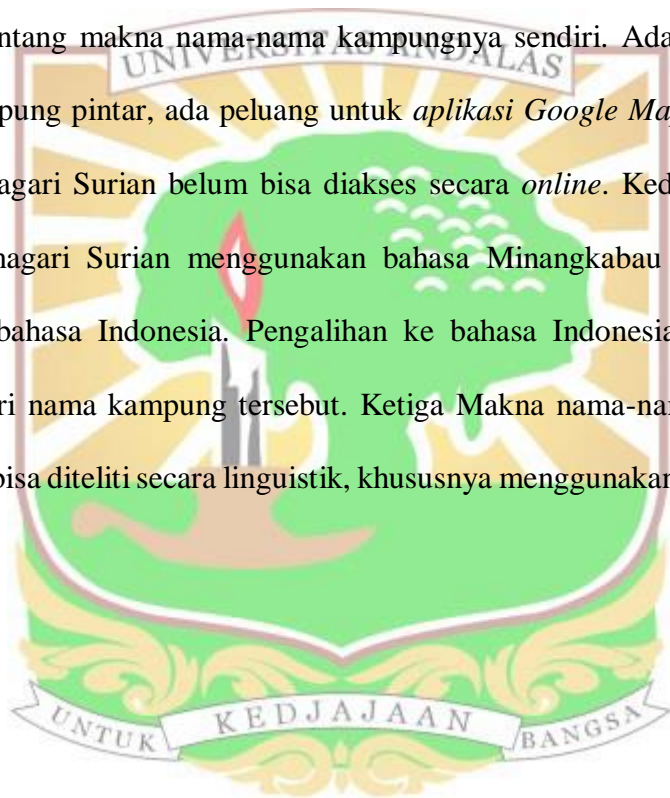 ntang makna nama-nama kampungnya sendiri. Ada
UNIVERSITAS ANDALAS
pung pintar, ada peluang untuk aplikasi Google Ma
agari Surian belum bisa diakses secara online. Ked
nagari Surian menggunakan bahasa Minangkabau
bahasa Indonesia. Pengalihan ke bahasa Indonesia
ri nama kampung tersebut. Ketiga Makna nama-na
bisa diteliti secara linguistik, khususnya menggunakan
UNTUK KEDJAJAAN BANGSA